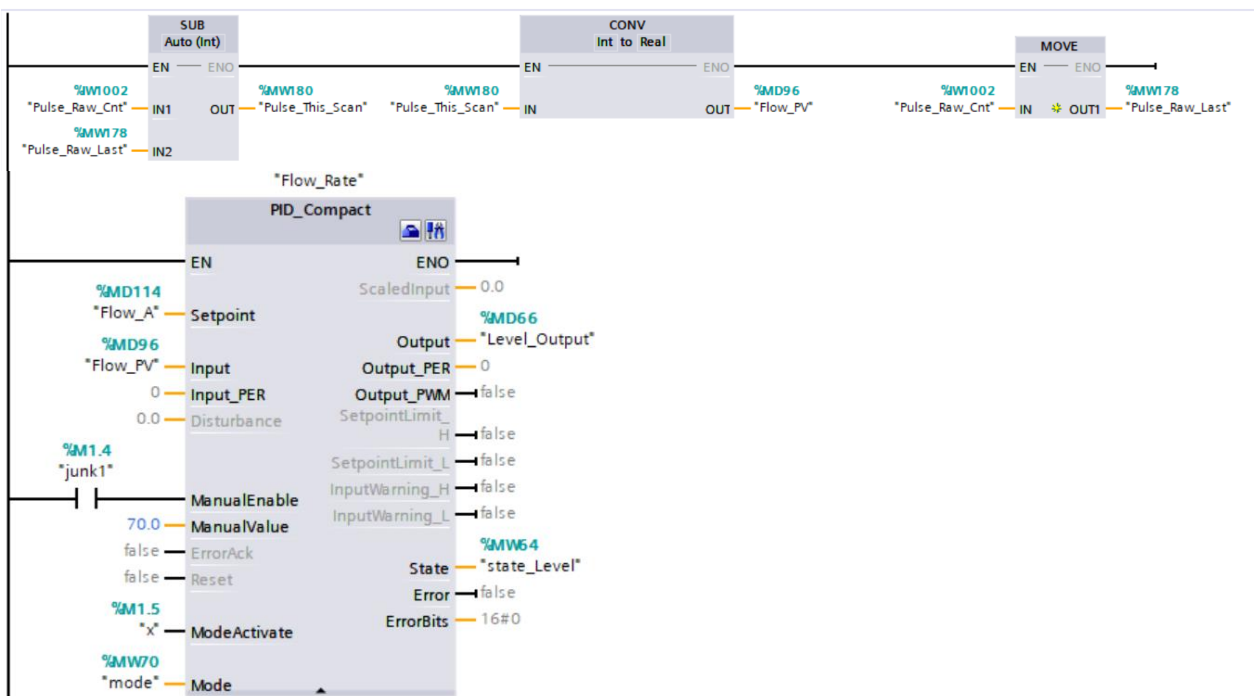 SUB
Auto (Int)
EN ENO
%IW1002
"Pulse_Raw_Cnt" IN1
%MW180
OUT "Pulse_This_Scan"
%MW178
"Pulse_Raw_Last" IN2
CONV
Int to Real
EN ENO
%MW180
"Pulse_This_Scan" IN
%MD96
OUT "Flow_PV"
MOVE
EN ENO
%IW1002
"Pulse_Raw_Cnt" IN
%MW178
OUT1 "Pulse_Raw_Last"
"Flow_Rate"
PID_Compact
EN ENO
ScaledInput 0.0
%MD114
"Flow_A" Setpoint
%MD66
Output "Level_Output"
%MD96
"Flow_PV" Input
Output_PER 0
0 Input_PER
Output_PWM false
0.0 Disturbance
SetpointLimit_
H false
%M1.4
"junk1"
SetpointLimit_L false
InputWarning_H false
ManualEnable
InputWarning_L false
70.0 ManualValue
false ErrorAck
%MW64
State "state_Level"
false Reset
Error false
%M1.5
"x" ModeActivate
ErrorBits 16#0
%MW70
"mode" Mode